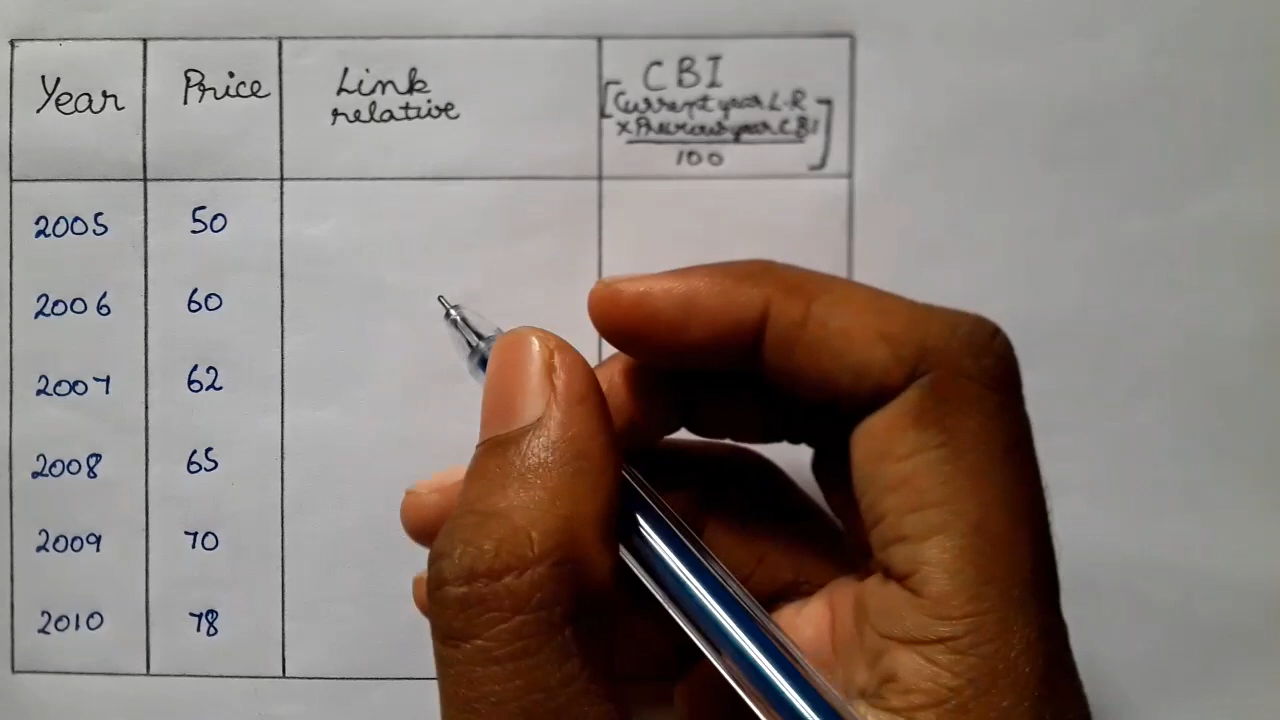 Year Price Link relative CBI
[Current year L.R
× Previous year CBI
100]
2005 50
2006 60
2007 62
2008 65
2009 70
2010 78